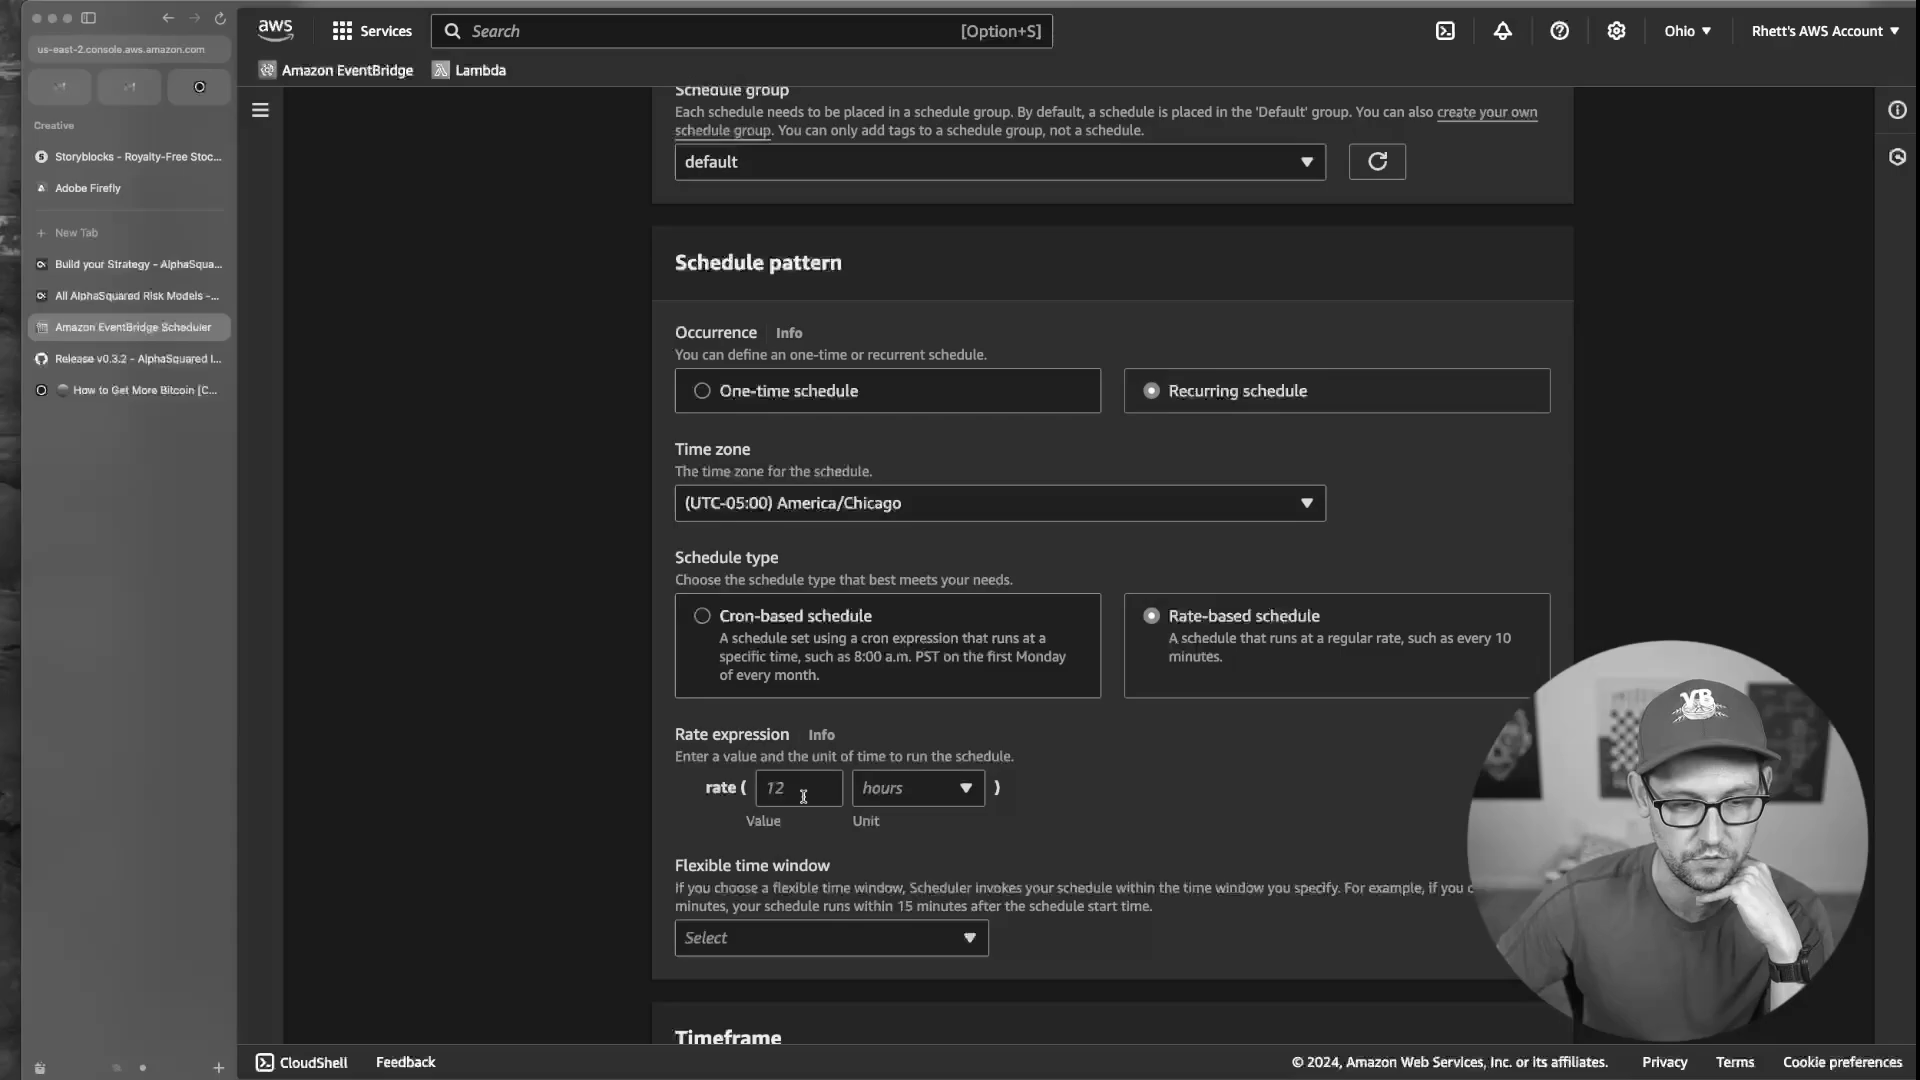 us-east-2.console.aws.amazon.com
Creative
Storyblocks - Royalty-Free Stoc...
Adobe Firefly
New Tab
Build your Strategy - AlphaSqua...
All AlphaSquared Risk Models -...
Amazon EventBridge Scheduler
Release v0.3.2 - AlphaSquared I...
How to Get More Bitcoin [C...
aws
Services
Search
[Option+S]
Ohio
Rhett's AWS Account
Amazon EventBridge
Lambda
Schedule group
Each schedule needs to be placed in a schedule group. By default, a schedule is placed in the 'Default' group. You can also create your own
schedule group. You can only add tags to a schedule group, not a schedule.
default
Schedule pattern
Occurrence Info
You can define an one-time or recurrent schedule.
One-time schedule
Recurring schedule
Time zone
The time zone for the schedule.
(UTC-05:00) America/Chicago
Schedule type
Choose the schedule type that best meets your needs.
Cron-based schedule
A schedule set using a cron expression that runs at a
specific time, such as 8:00 a.m. PST on the first Monday
of every month.
Rate-based schedule
A schedule that runs at a regular rate, such as every 10
minutes.
Rate expression Info
Enter a value and the unit of time to run the schedule.
rate ( 12 hours )
Value Unit
Flexible time window
If you choose a flexible time window, Scheduler invokes your schedule within the time window you specify. For example, if you c
minutes, your schedule runs within 15 minutes after the schedule start time.
Select
Timeframe
VB
CloudShell
Feedback
© 2024, Amazon Web Services, Inc. or its affiliates.
Privacy
Terms
Cookie preferences